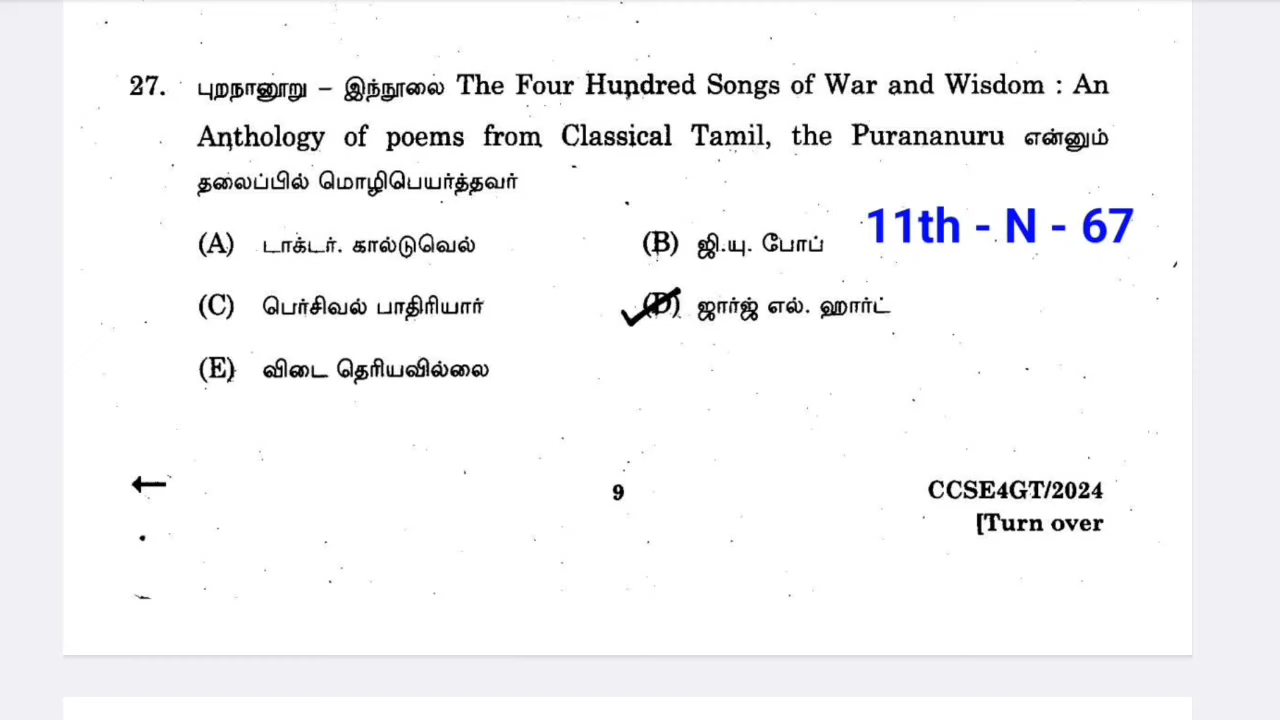 27. புறநானூறு – இந்நூலை The Four Hundred Songs of War and Wisdom : An
Anthology of poems from Classical Tamil, the Purananuru என்னும்
தலைப்பில் மொழிபெயர்த்தவர்
11th - N - 67
(A) டாக்டர். கால்டுவெல் (B) ஜி.யு. போப்
(C) பெர்சிவல் பாதிரியார் (D) ஜார்ஜ் எல். ஹார்ட்
(E) விடை தெரியவில்லை
9 CCSE4GT/2024
[Turn over